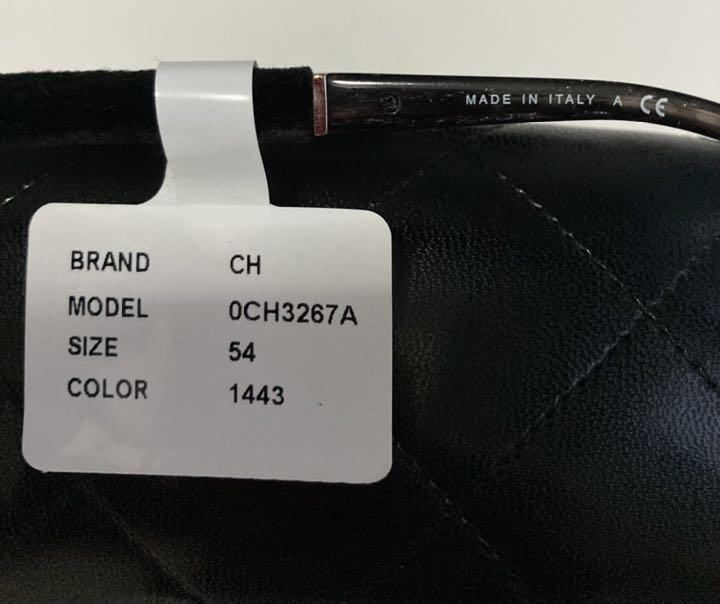 MADE IN ITALY A CE
BRAND CH
MODEL 0CH3267A
SIZE 54
COLOR 1443